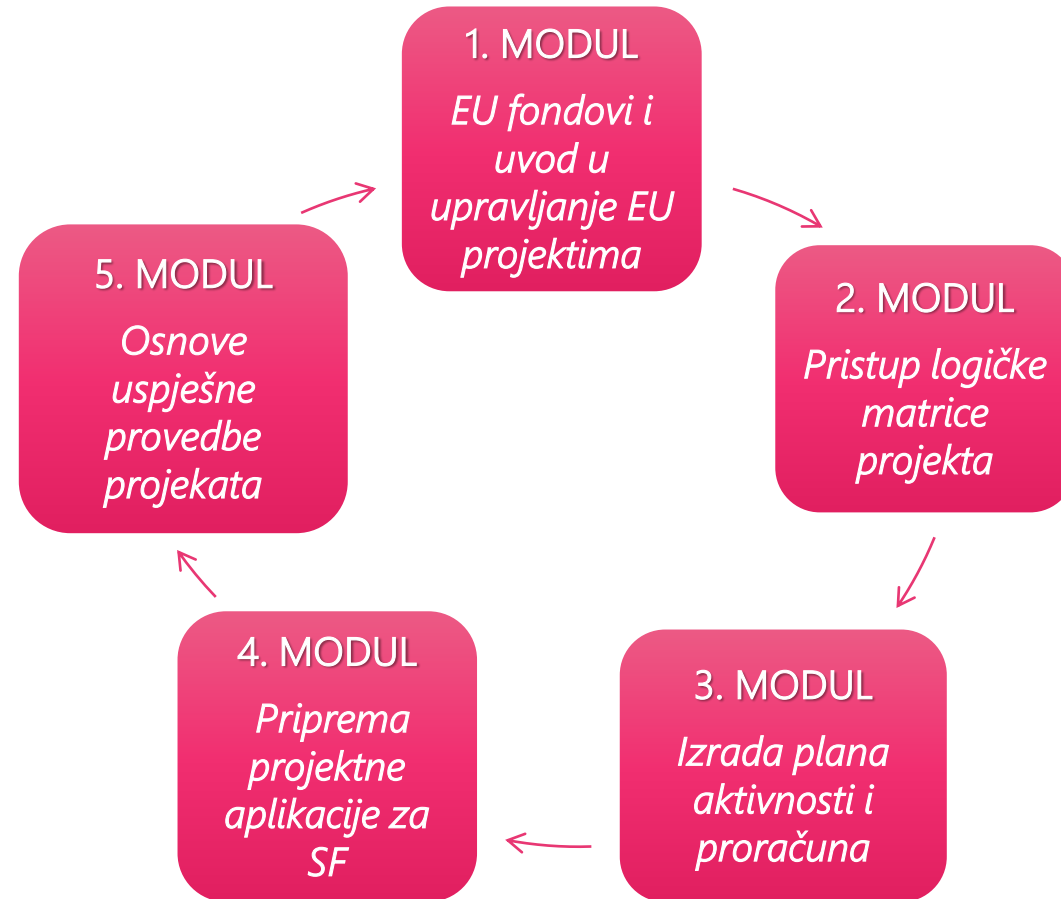 1. MODUL
EU fondovi i
uvod u
upravljanje EU
projektima
2. MODUL
Pristup logičke
matrice
projekta
3. MODUL
Izrada plana
aktivnosti i
proračuna
4. MODUL
Priprema
projektne
aplikacije za
SF
5. MODUL
Osnove
uspješne
provedbe
projekata